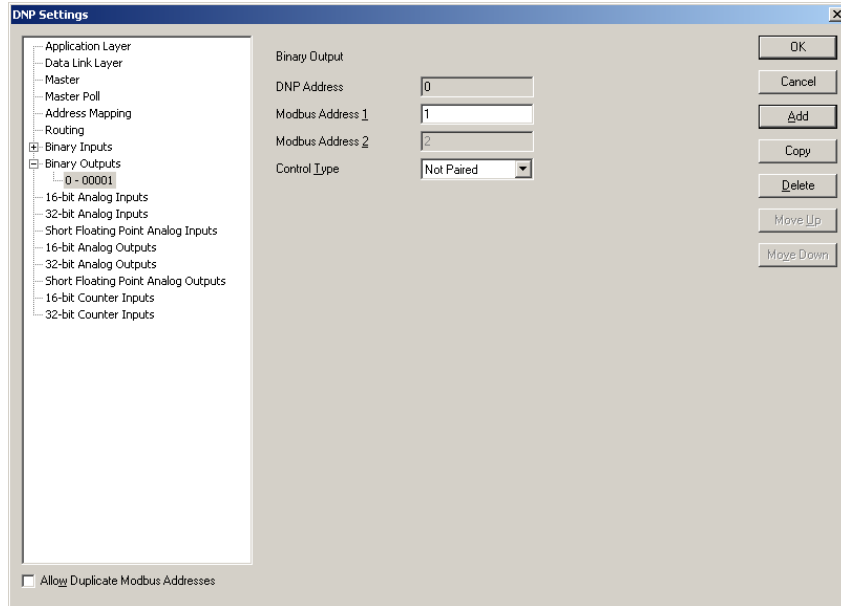 DNP Settings
Application Layer
Data Link Layer
Master
Master Poll
Address Mapping
Routing
Binary Inputs
Binary Outputs
0 - 00001
16-bit Analog Inputs
32-bit Analog Inputs
Short Floating Point Analog Inputs
16-bit Analog Outputs
32-bit Analog Outputs
Short Floating Point Analog Outputs
16-bit Counter Inputs
32-bit Counter Inputs
Allow Duplicate Modbus Addresses
Binary Output
DNP Address 0
Modbus Address 1 1
Modbus Address 2 2
Control Type Not Paired
OK
Cancel
Add
Copy
Delete
Move Up
Move Down